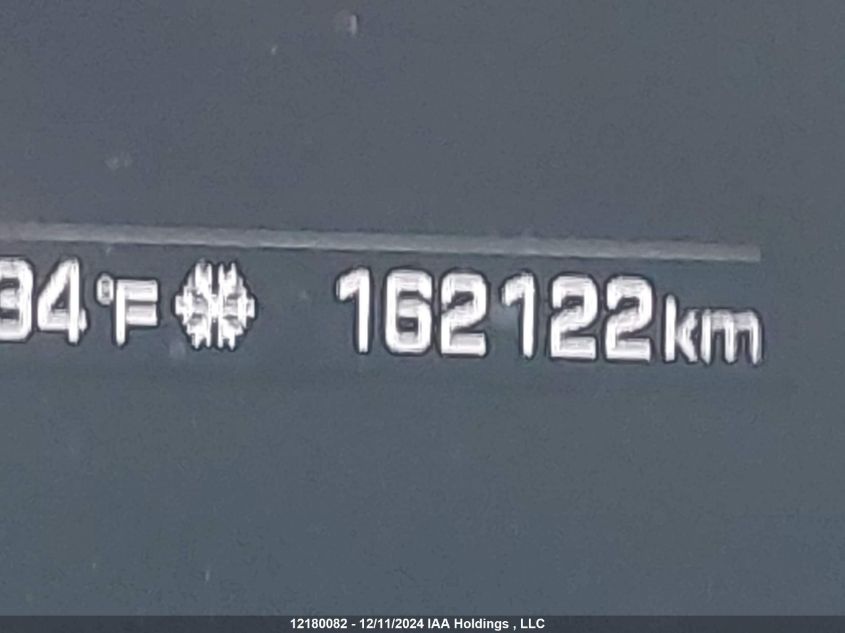 34°F 162122km
12180082 - 12/11/2024 IAA Holdings , LLC